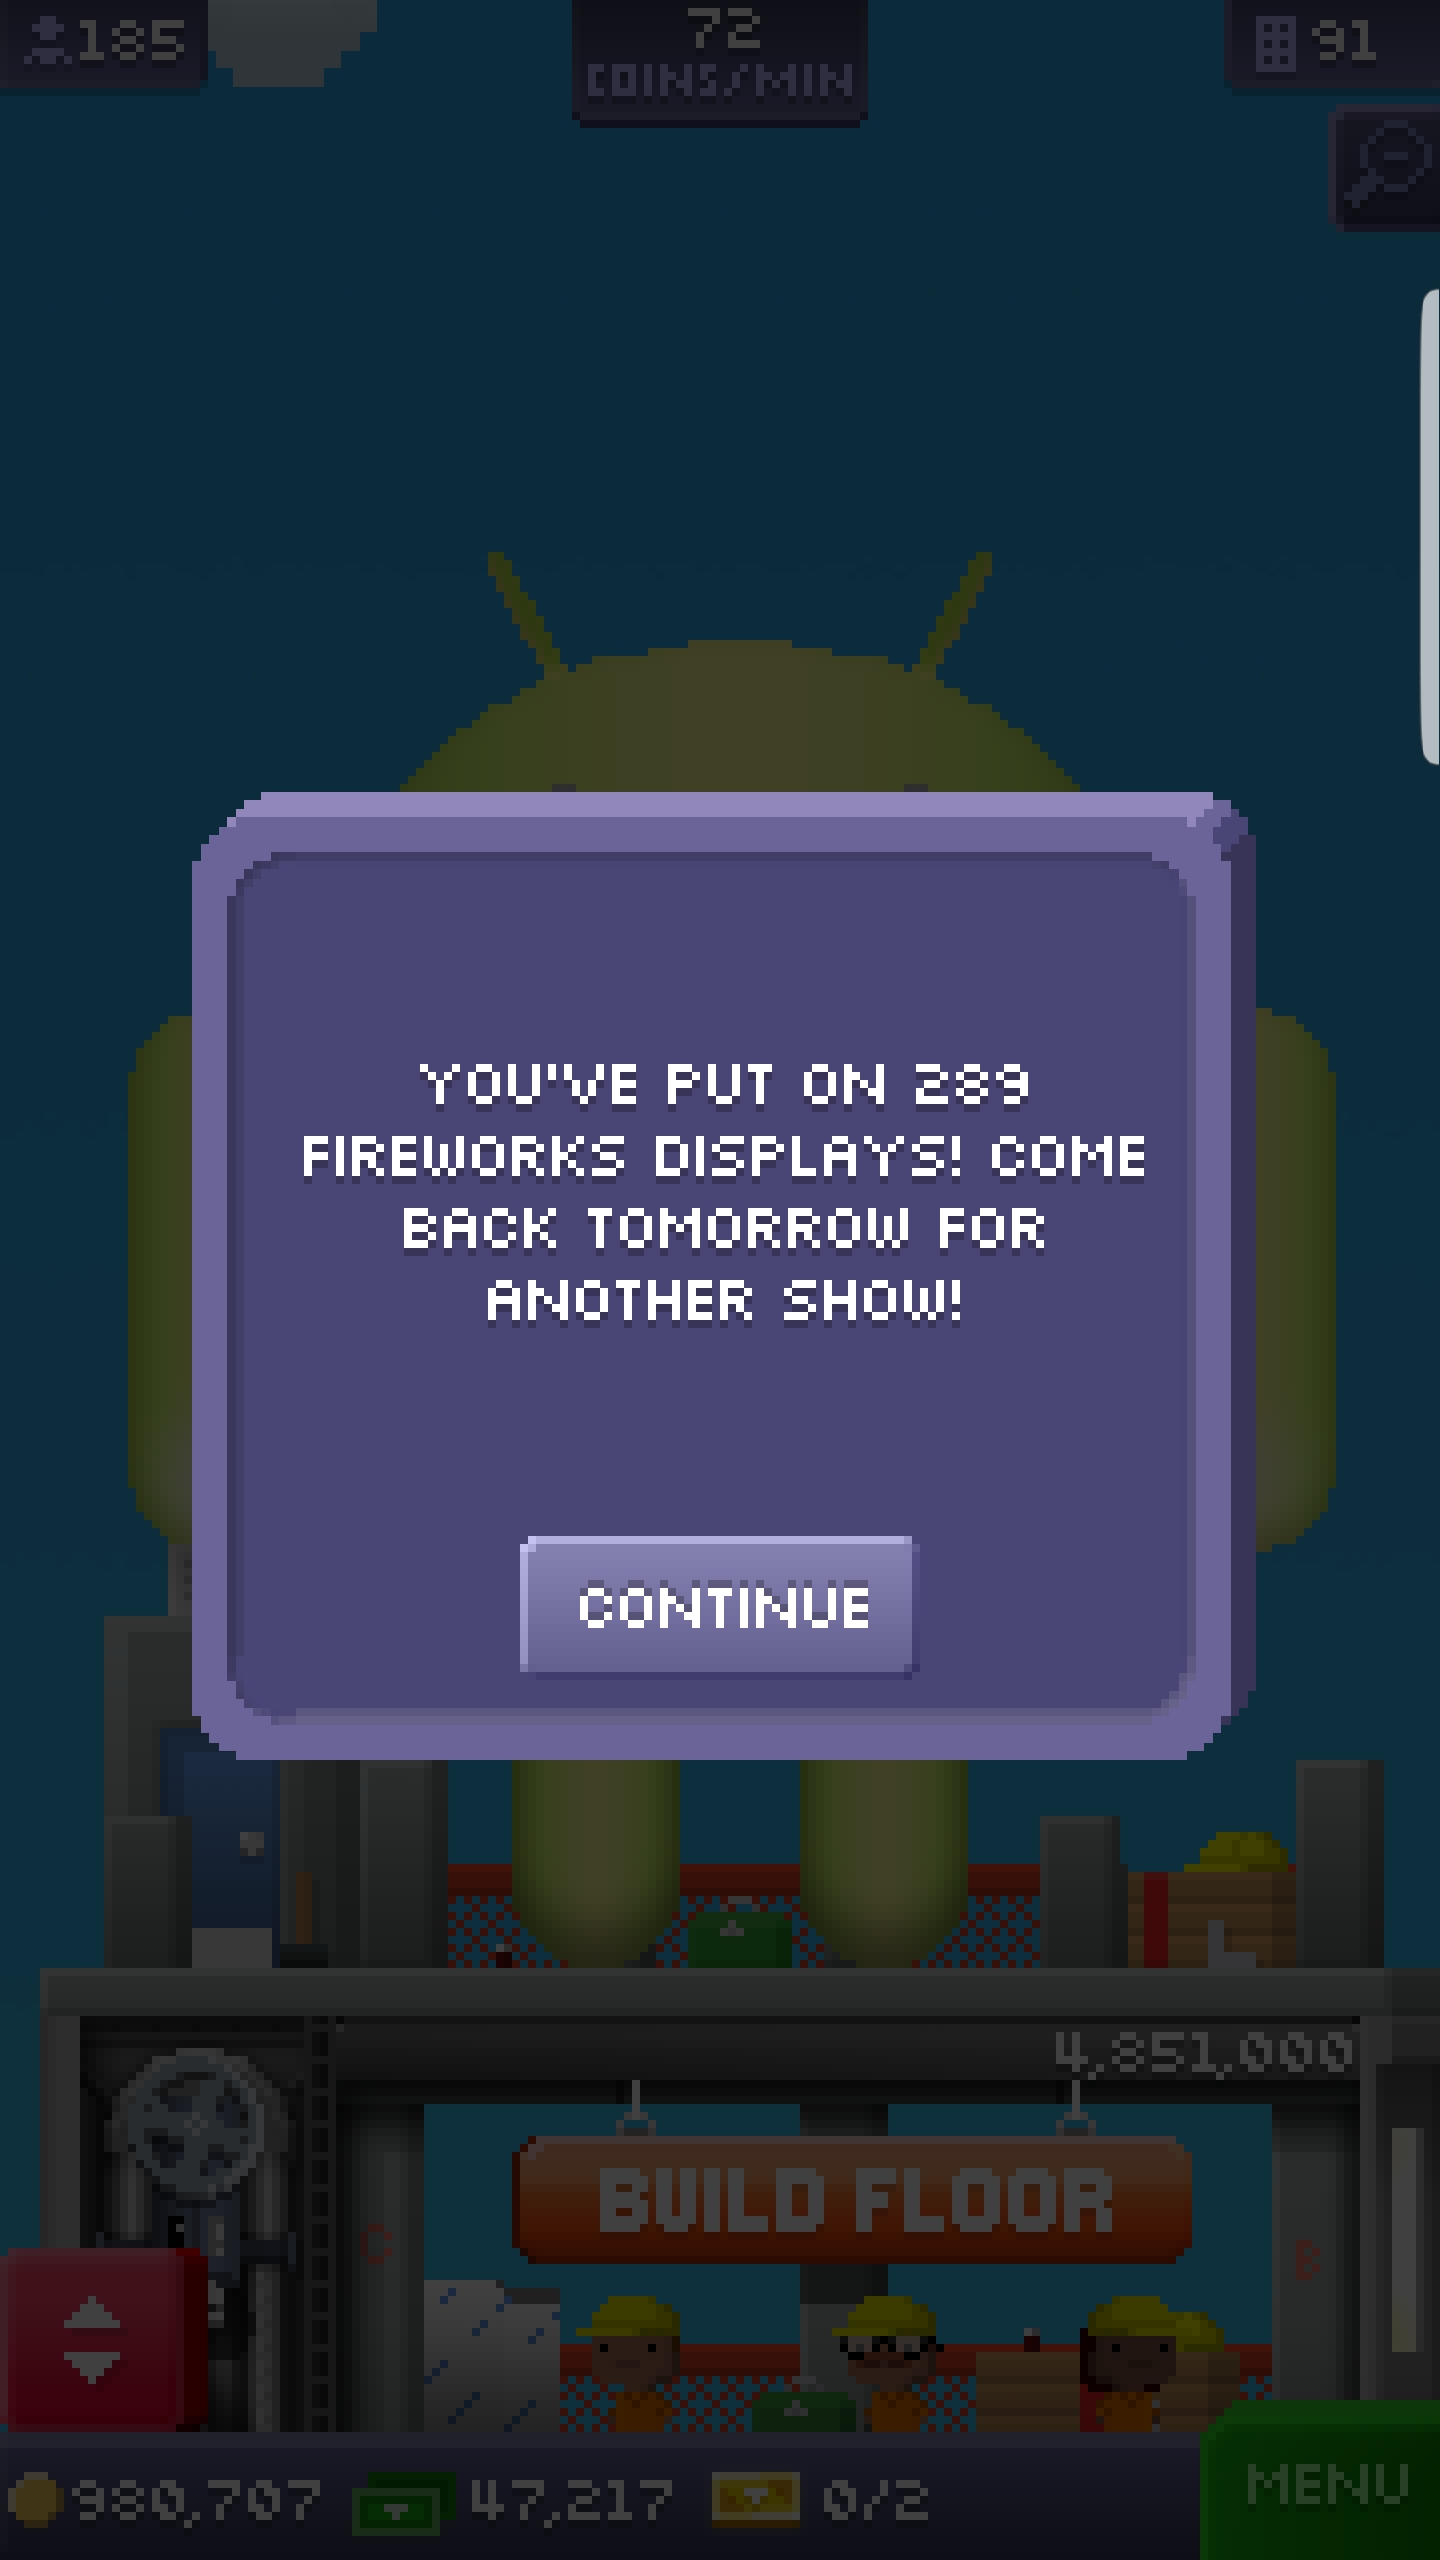 185
72
COINS/MIN
91
YOU'VE PUT ON 289
FIREWORKS DISPLAYS! COME
BACK TOMORROW FOR
ANOTHER SHOW!
CONTINUE
4,851,000
BUILD FLOOR
C
B
980,707
47,217
0/2
MENU